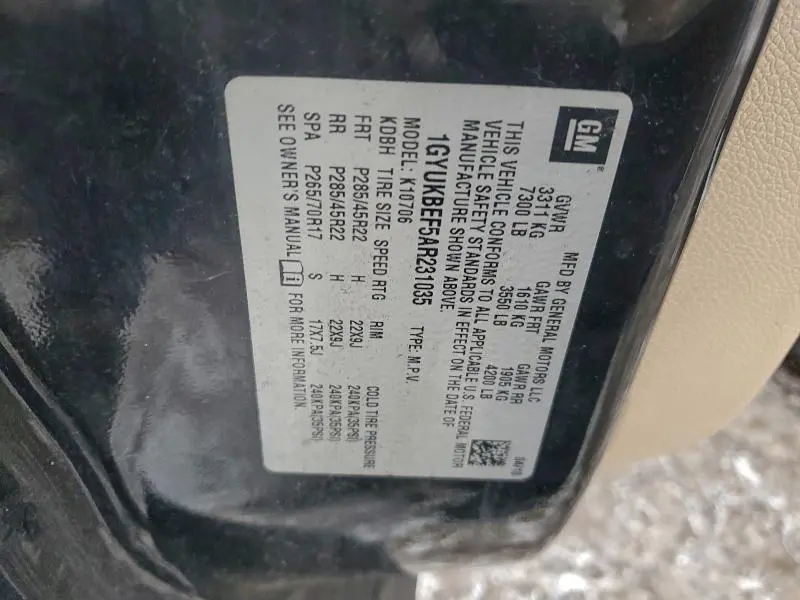 GM®
MFD BY GENERAL MOTORS LLC
04/10
GVWR GAWR FRT GAWR RR
3311 KG 1610 KG 1905 KG
7300 LB 3550 LB 4200 LB
THIS VEHICLE CONFORMS TO ALL APPLICABLE U.S. FEDERAL MOTOR
VEHICLE SAFETY STANDARDS IN EFFECT ON THE DATE OF
MANUFACTURE SHOWN ABOVE.
1GYUKBEF5AR231035
MODEL: K10706 TYPE: M.P.V.
KDBH TIRE SIZE SPEED RTG RIM COLD TIRE PRESSURE
FRT P285/45R22 H 22X9J 240KPA(35PSI)
RR P285/45R22 H 22X9J 240KPA(35PSI)
SPA P265/70R17 S 17X7.5J 240KPA(35PSI)
SEE OWNER'S MANUAL FOR MORE INFORMATION.